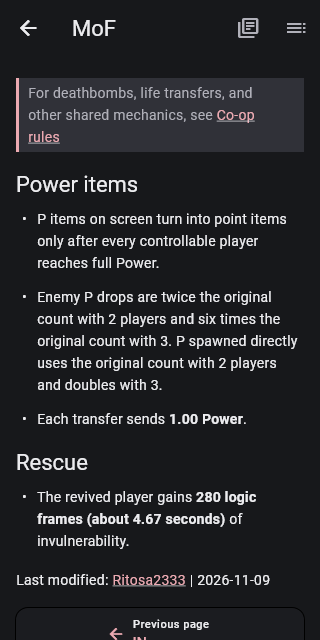 MoF
For deathbombs, life transfers, and
other shared mechanics, see Co-op
rules
Power items
• P items on screen turn into point items
only after every controllable player
reaches full Power.
• Enemy P drops are twice the original
count with 2 players and six times the
original count with 3. P spawned directly
uses the original count with 2 players
and doubles with 3.
• Each transfer sends 1.00 Power.
Rescue
• The revived player gains 280 logic
frames (about 4.67 seconds) of
invulnerability.
Last modified: Ritosa2333 | 2026-11-09
Previous page